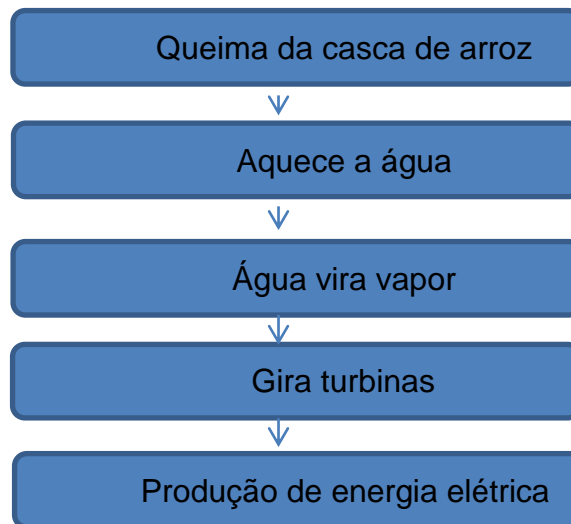 Queima da casca de arroz
Aquece a água
Água vira vapor
Gira turbinas
Produção de energia elétrica